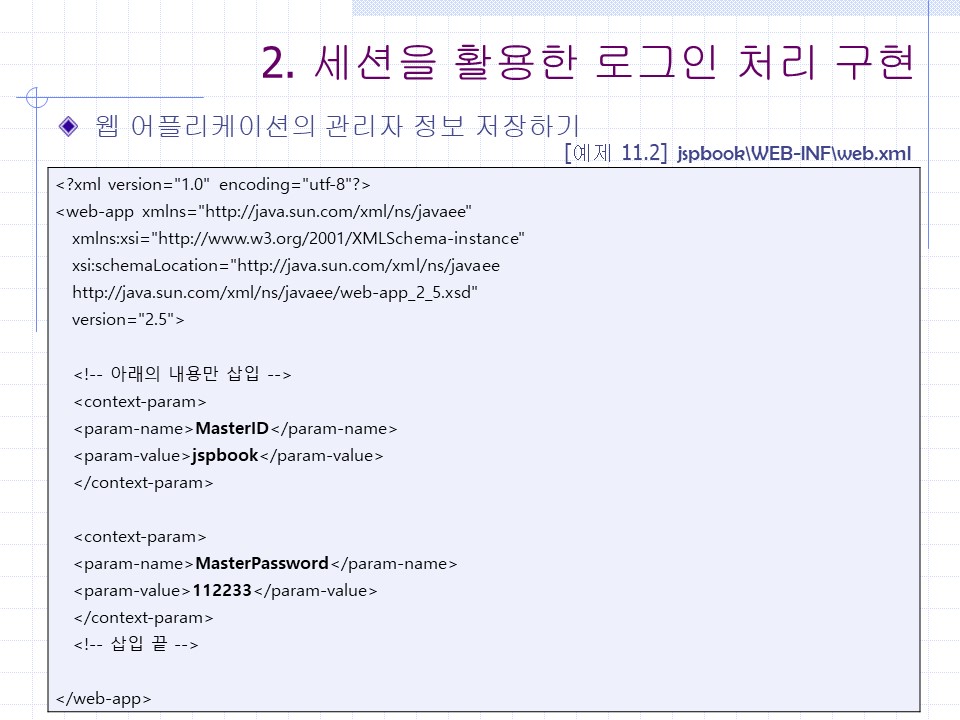 2. 세션을 활용한 로그인 처리 구현
웹 어플리케이션의 관리자 정보 저장하기
[예제 11.2] jspbook\WEB-INF\web.xml
<?xml version="1.0" encoding="utf-8"?>
<web-app xmlns="http://java.sun.com/xml/ns/javaee"
xmlns:xsi="http://www.w3.org/2001/XMLSchema-instance"
xsi:schemaLocation="http://java.sun.com/xml/ns/javaee
http://java.sun.com/xml/ns/javaee/web-app_2_5.xsd"
version="2.5">
<!-- 아래의 내용만 삽입 -->
<context-param>
<param-name>MasterID</param-name>
<param-value>jspbook</param-value>
</context-param>
<context-param>
<param-name>MasterPassword</param-name>
<param-value>112233</param-value>
</context-param>
<!-- 삽입 끝 -->
</web-app>